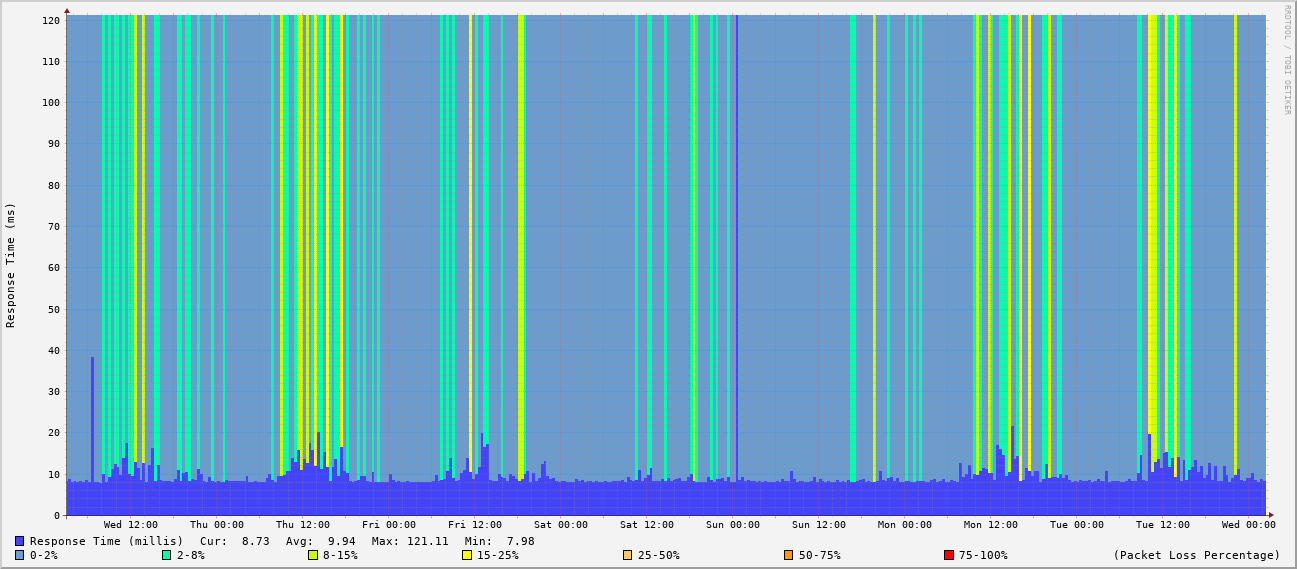 RRDTOOL / TOBI OETIKER
Response Time (ms)
120
110
100
90
80
70
60
50
40
30
20
10
0
Wed 12:00 Thu 00:00 Thu 12:00 Fri 00:00 Fri 12:00 Sat 00:00 Sat 12:00 Sun 00:00 Sun 12:00 Mon 00:00 Mon 12:00 Tue 00:00 Tue 12:00 Wed 00:00
Response Time (millis) Cur: 8.73 Avg: 9.94 Max: 121.11 Min: 7.98
0-2% 2-8% 8-15% 15-25% 25-50% 50-75% 75-100% (Packet Loss Percentage)